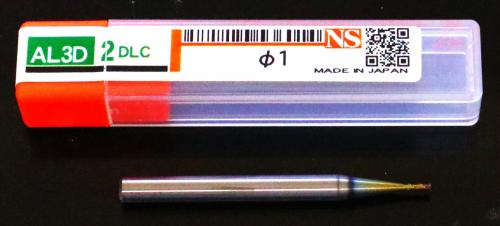 AL3D-2 DLC
NS
φ1
MADE IN JAPAN